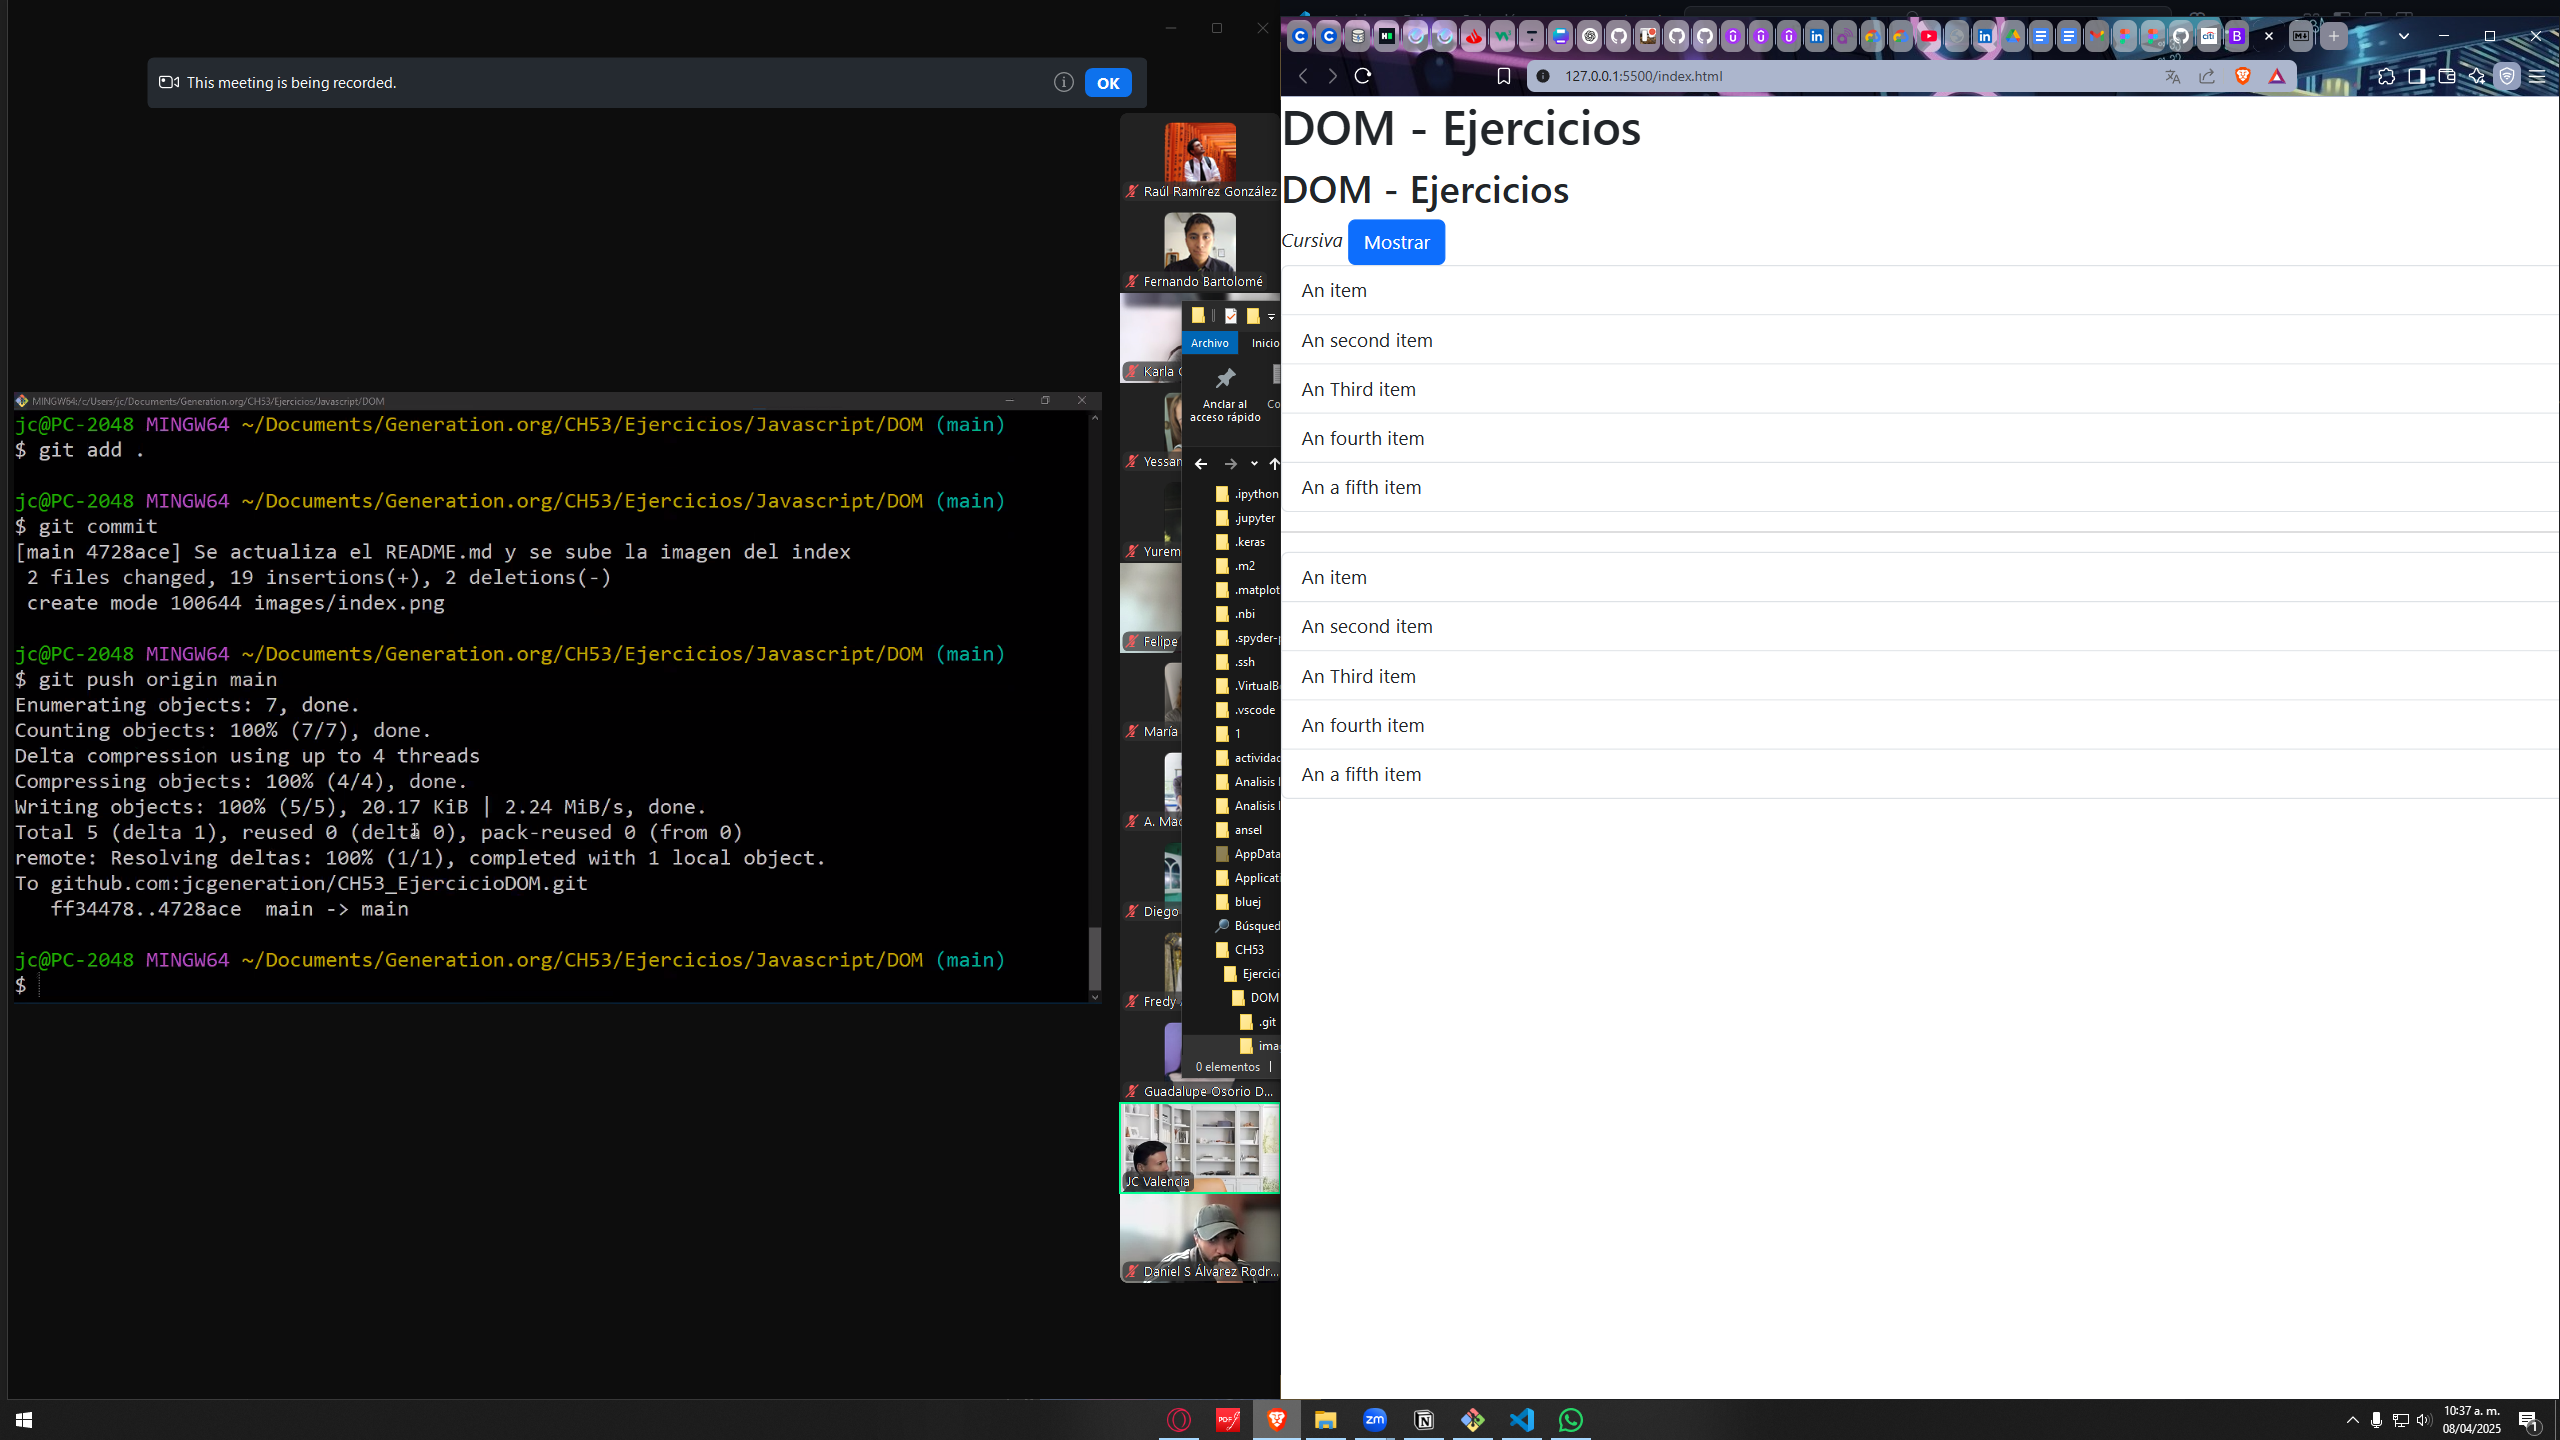 This meeting is being recorded.
OK
Raúl Ramírez González
Fernando Bartolomé
Karla
Yessan
Yurem
Felipe
María
A. Mac
Diego
Fredy
Guadalupe Osorio D...
JC Valencia
Daniel S Álvarez Rodr...
MINGW64:/c/Users/jc/Documents/Generation.org/CH53/Ejercicios/Javascript/DOM
jc@PC-2048 MINGW64 ~/Documents/Generation.org/CH53/Ejercicios/Javascript/DOM (main)
$ git add .
jc@PC-2048 MINGW64 ~/Documents/Generation.org/CH53/Ejercicios/Javascript/DOM (main)
$ git commit
[main 4728ace] Se actualiza el README.md y se sube la imagen del index
2 files changed, 19 insertions(+), 2 deletions(-)
create mode 100644 images/index.png
jc@PC-2048 MINGW64 ~/Documents/Generation.org/CH53/Ejercicios/Javascript/DOM (main)
$ git push origin main
Enumerating objects: 7, done.
Counting objects: 100% (7/7), done.
Delta compression using up to 4 threads
Compressing objects: 100% (4/4), done.
Writing objects: 100% (5/5), 20.17 KiB | 2.24 MiB/s, done.
Total 5 (delta 1), reused 0 (delta 0), pack-reused 0 (from 0)
remote: Resolving deltas: 100% (1/1), completed with 1 local object.
To github.com:jcgeneration/CH53_EjercicioDOM.git
ff34478..4728ace main -> main
jc@PC-2048 MINGW64 ~/Documents/Generation.org/CH53/Ejercicios/Javascript/DOM (main)
$
Archivo
Inicio
Anclar al
acceso rápido
Co
.ipython
.jupyter
.keras
.m2
.matplot
.nbi
.spyder-p
.ssh
.VirtualB
.vscode
1
actividad
Analisis
Analisis
ansel
AppData
Applicati
bluej
Búsqued
CH53
Ejercici
DOM
.git
ima
0 elementos
127.0.0.1:5500/index.html
DOM - Ejercicios
DOM - Ejercicios
Cursiva Mostrar
An item
An second item
An Third item
An fourth item
An a fifth item
An item
An second item
An Third item
An fourth item
An a fifth item
10:37 a. m.
08/04/2025